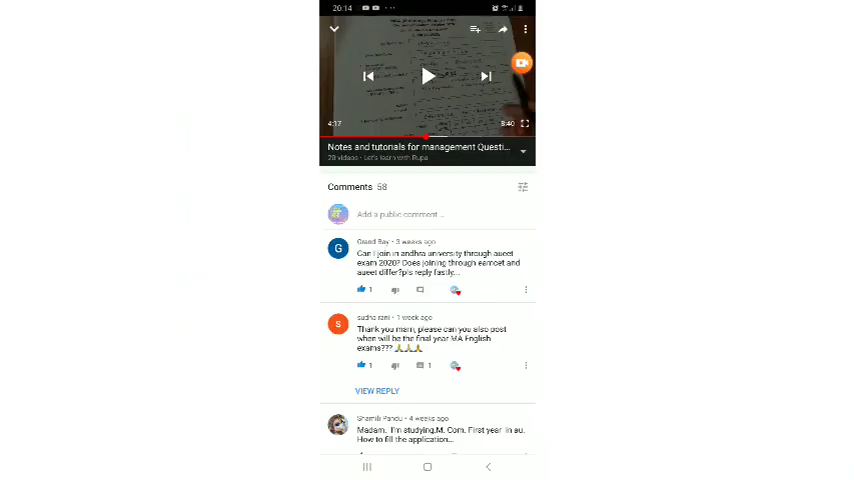 20:14
4:17
8:40
Notes and tutorials for management Questi...
20 videos • Let's learn with Rupa
Comments 58
Add a public comment...
G
Grand Bay • 3 weeks ago
Can I join in andhra university through aueet
exam 2020? Does joining through eamcet and
aueet differ?pls reply fastly...
1
S
sudha rani • 1 week ago
Thank you mam, please can you also post
when will be the final year MA English
exams??? 🙏🙏🙏
1 1
VIEW REPLY
Shamili Pandu • 4 weeks ago
Madam. I'm studying.M. Com. First year in au.
How to fill the application...